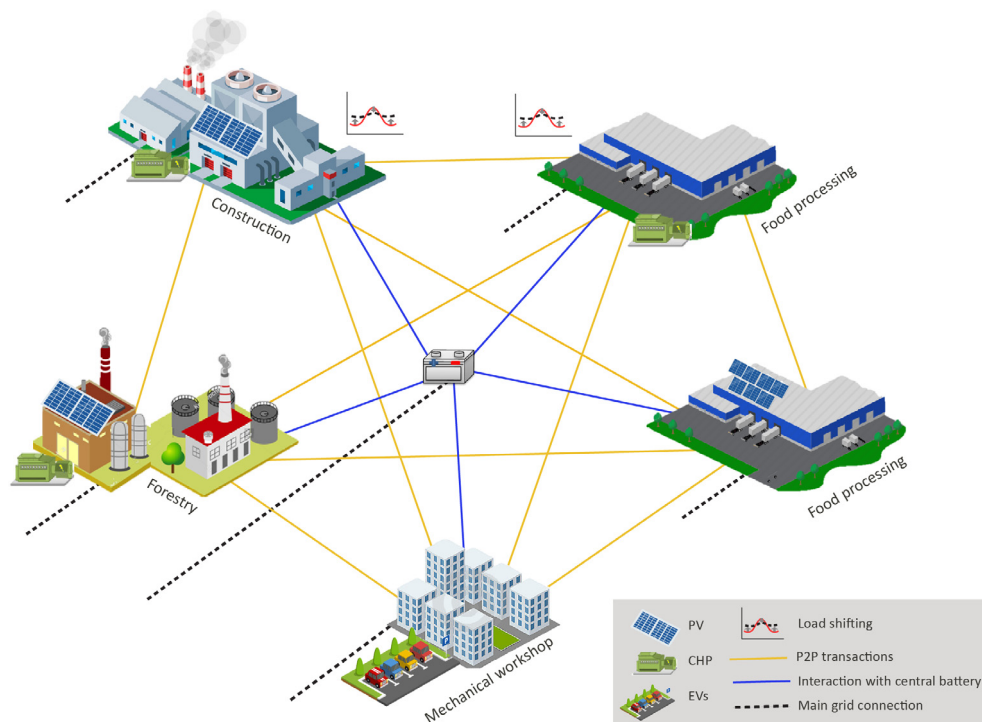 Construction
Food processing
Forestry
Food processing
Mechanical workshop
PV
Load shifting
CHP
P2P transactions
EVs
Interaction with central battery
Main grid connection